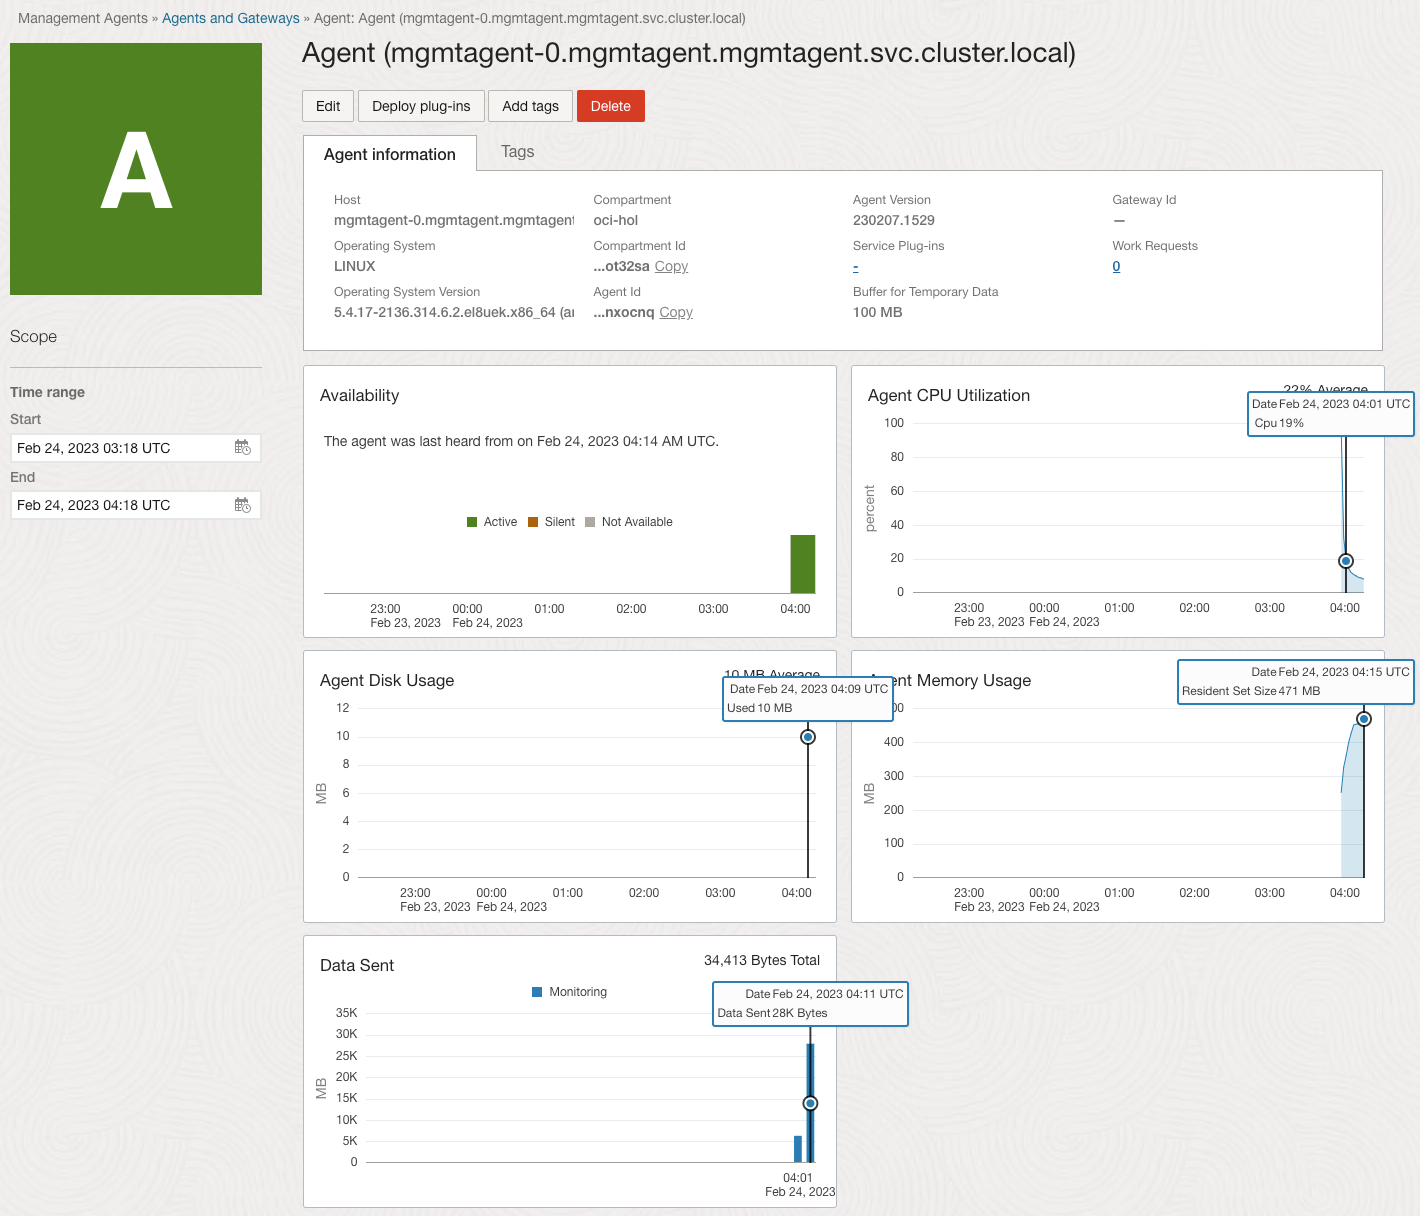 Management Agents » Agents and Gateways » Agent: Agent (mgmtagent-0.mgmtagent.mgmtagent.svc.cluster.local)
A
Agent (mgmtagent-0.mgmtagent.mgmtagent.svc.cluster.local)
Edit
Deploy plug-ins
Add tags
Delete
Agent information
Tags
Host
mgmtagent-0.mgmtagent.mgmtagent
Operating System
LINUX
Operating System Version
5.4.17-2136.314.6.2.el8uek.x86_64 (a
Compartment
oci-hol
Compartment Id
...ot32sa Copy
Agent Id
...nxocnq Copy
Agent Version
230207.1529
Service Plug-ins
-
Buffer for Temporary Data
100 MB
Gateway Id
—
Work Requests
0
Scope
Time range
Start
Feb 24, 2023 03:18 UTC
End
Feb 24, 2023 04:18 UTC
Availability
The agent was last heard from on Feb 24, 2023 04:14 AM UTC.
Active Silent Not Available
23:00 00:00 01:00 02:00 03:00 04:00
Feb 23, 2023 Feb 24, 2023
Agent CPU Utilization
22% Average
Date Feb 24, 2023 04:01 UTC
Cpu 19%
percent
100
80
60
40
20
0
23:00 00:00 01:00 02:00 03:00 04:00
Feb 23, 2023 Feb 24, 2023
Agent Disk Usage
10 MB Average
Date Feb 24, 2023 04:09 UTC
Used 10 MB
MB
12
10
8
6
4
2
0
23:00 00:00 01:00 02:00 03:00 04:00
Feb 23, 2023 Feb 24, 2023
ent Memory Usage
Date Feb 24, 2023 04:15 UTC
Resident Set Size 471 MB
MB
00
400
300
200
100
0
23:00 00:00 01:00 02:00 03:00 04:00
Feb 23, 2023 Feb 24, 2023
Data Sent
34,413 Bytes Total
Monitoring
Date Feb 24, 2023 04:11 UTC
Data Sent 28K Bytes
MB
35K
30K
25K
20K
15K
10K
5K
0
04:01
Feb 24, 2023